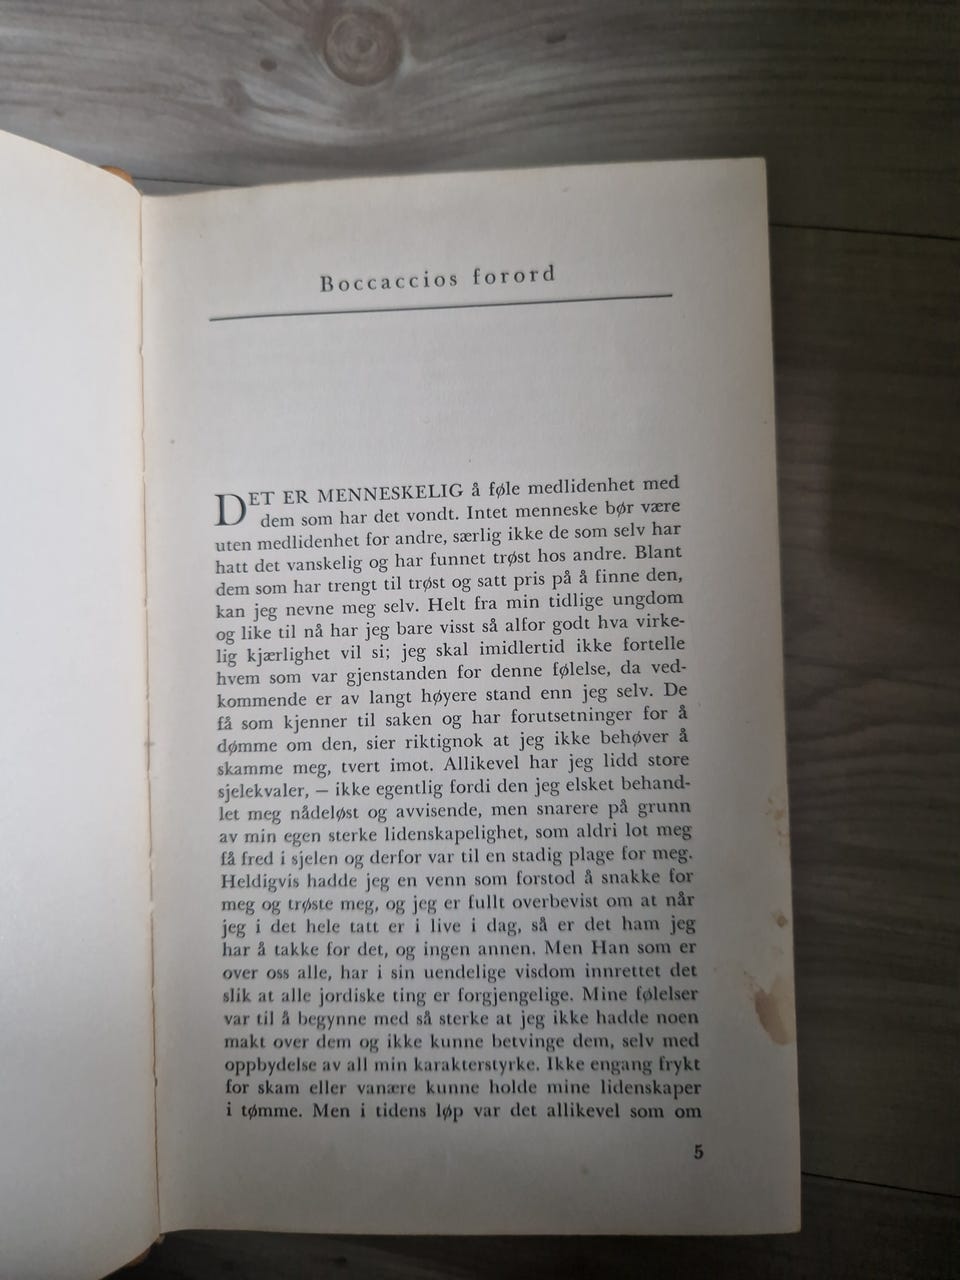 Boccaccios forord
DET ER MENNESKELIG å føle medlidenhet med
dem som har det vondt. Intet menneske bør være
uten medlidenhet for andre, særlig ikke de som selv har
hatt det vanskelig og har funnet trøst hos andre. Blant
dem som har trengt til trøst og satt pris på å finne den,
kan jeg nevne meg selv. Helt fra min tidlige ungdom
og like til nå har jeg bare visst så alfor godt hva virke-
lig kjærlighet vil si; jeg skal imidlertid ikke fortelle
hvem som var gjenstanden for denne følelse, da ved-
kommende er av langt høyere stand enn jeg selv. De
få som kjenner til saken og har forutsetninger for å
dømme om den, sier riktignok at jeg ikke behøver å
skamme meg, tvert imot. Allikevel har jeg lidd store
sjelekvaler, — ikke egentlig fordi den jeg elsket behand-
let meg nådeløst og avvisende, men snarere på grunn
av min egen sterke lidenskapelighet, som aldri lot meg
få fred i sjelen og derfor var til en stadig plage for meg.
Heldigvis hadde jeg en venn som forstod å snakke for
meg og trøste meg, og jeg er fullt overbevist om at når
jeg i det hele tatt er i live i dag, så er det ham jeg
har å takke for det, og ingen annen. Men Han som er
over oss alle, har i sin uendelige visdom innrettet det
slik at alle jordiske ting er forgjengelige. Mine følelser
var til å begynne med så sterke at jeg ikke hadde noen
makt over dem og ikke kunne betvinge dem, selv med
oppbydelse av all min karakterstyrke. Ikke engang frykt
for skam eller vanære kunne holde mine lidenskaper
i tømme. Men i tidens løp var det allikevel som om
5